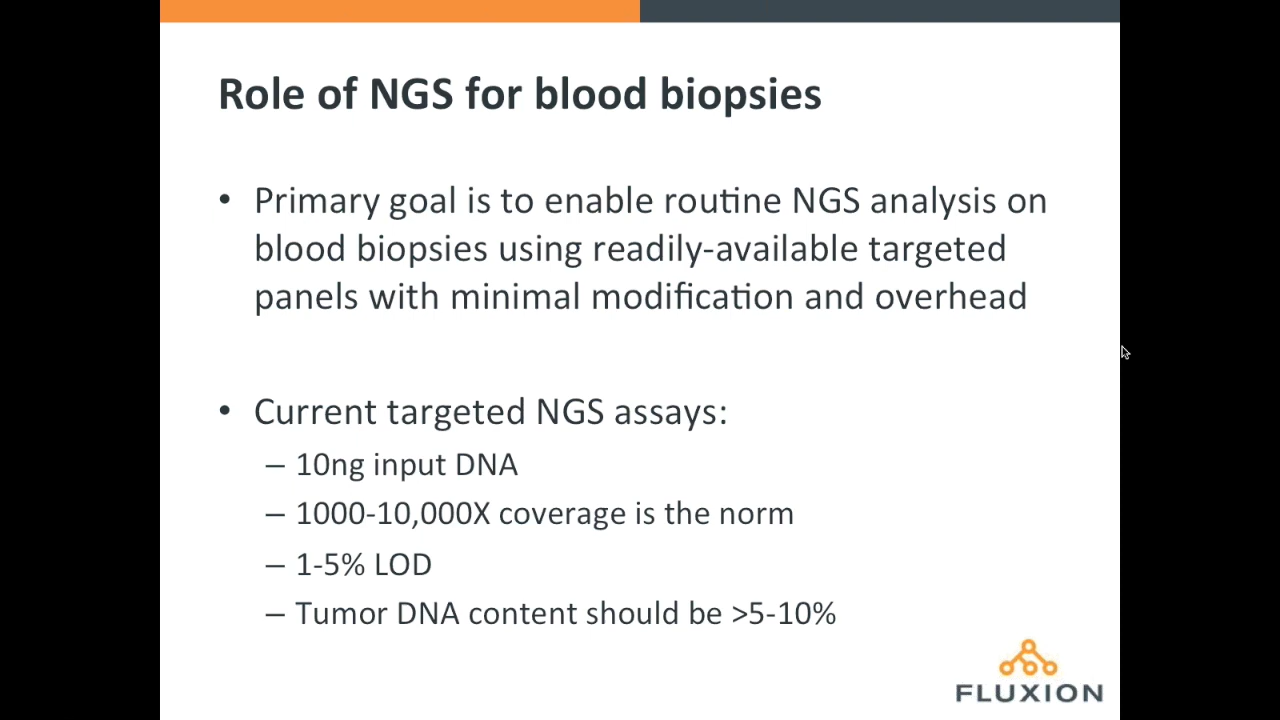 Role of NGS for blood biopsies
• Primary goal is to enable routine NGS analysis on
blood biopsies using readily-available targeted
panels with minimal modification and overhead
• Current targeted NGS assays:
– 10ng input DNA
– 1000-10,000X coverage is the norm
– 1-5% LOD
– Tumor DNA content should be >5-10%
FLUXION